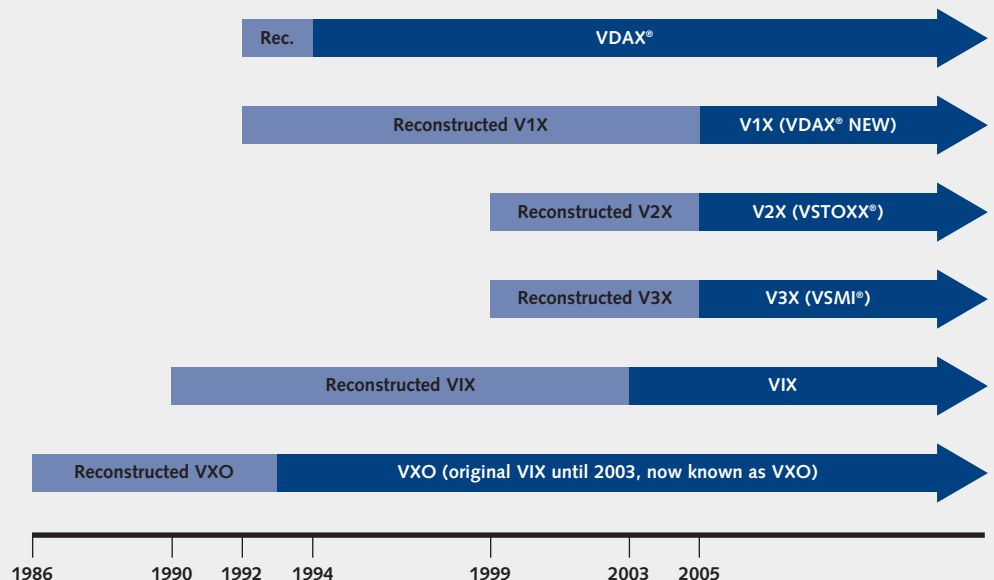 Rec. VDAX®
Reconstructed V1X V1X (VDAX® NEW)
Reconstructed V2X V2X (VSTOXX®)
Reconstructed V3X V3X (VSMI®)
Reconstructed VIX VIX
Reconstructed VXO VXO (original VIX until 2003, now known as VXO)
1986 1990 1992 1994 1999 2003 2005